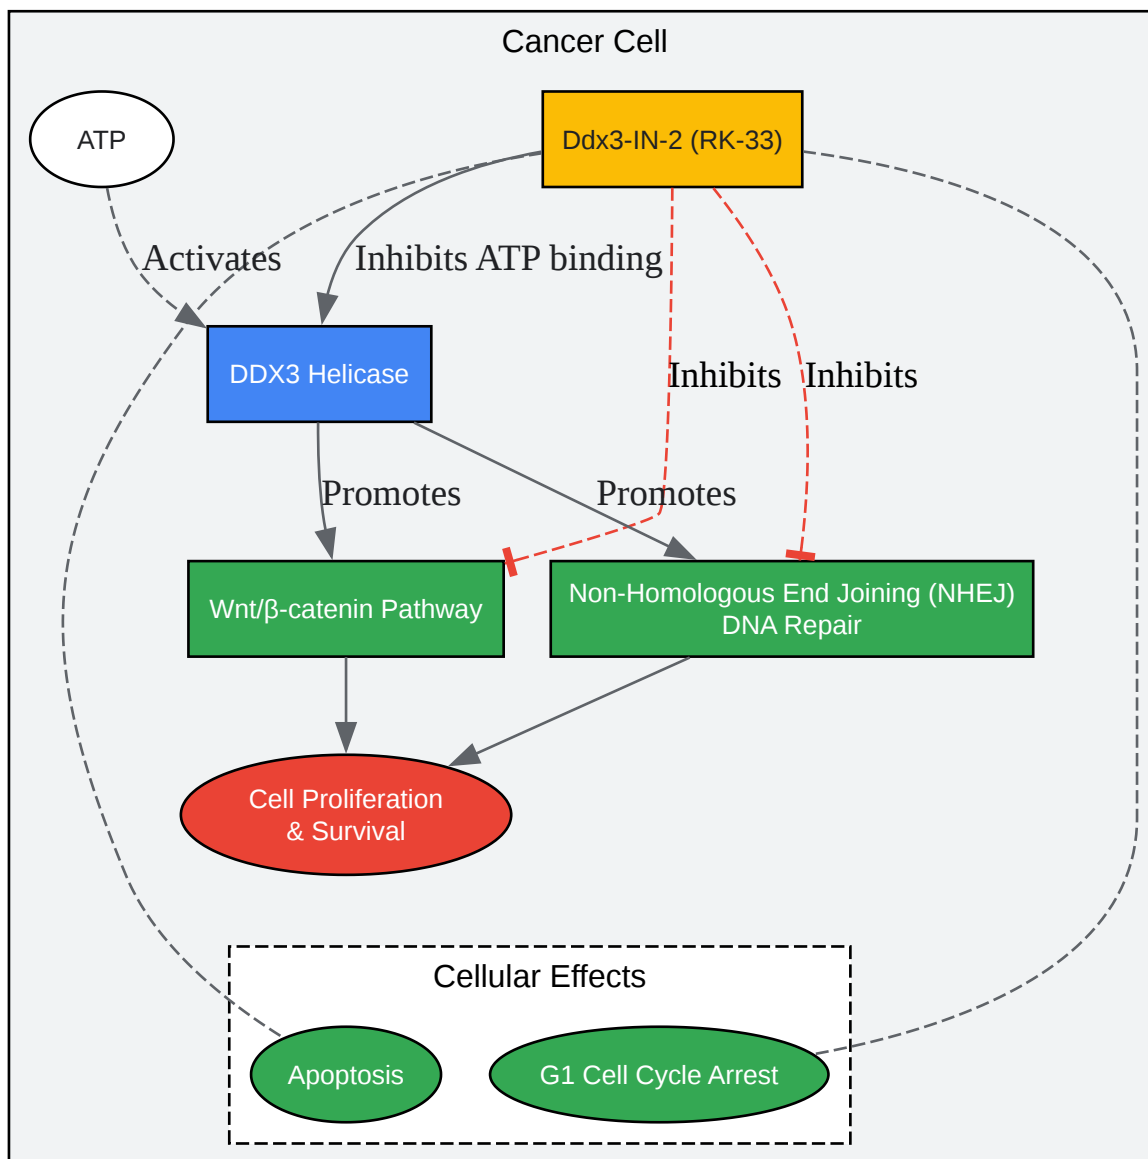 Cancer Cell
ATP
Ddx3-IN-2 (RK-33)
Activates
Inhibits ATP binding
DDX3 Helicase
Inhibits
Inhibits
Promotes
Promotes
Wnt/β-catenin Pathway
Non-Homologous End Joining (NHEJ)
DNA Repair
Cell Proliferation
& Survival
Cellular Effects
Apoptosis
G1 Cell Cycle Arrest